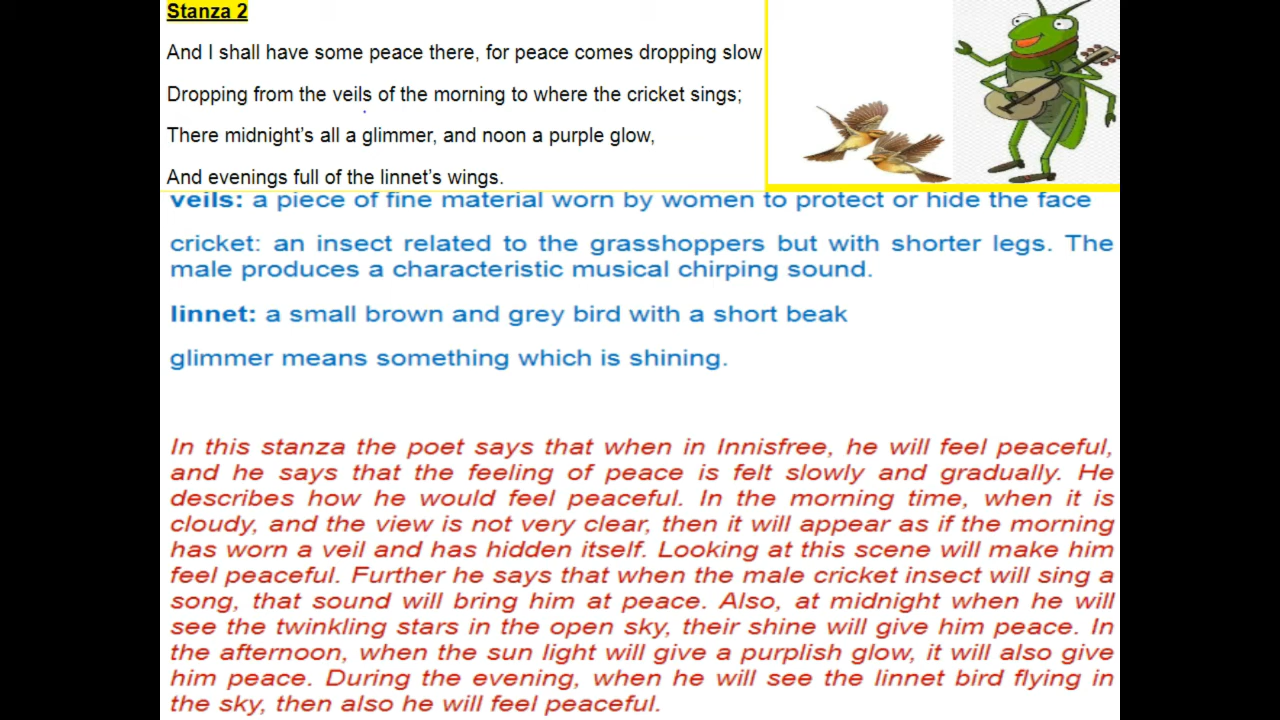 Stanza 2
And I shall have some peace there, for peace comes dropping slow
Dropping from the veils of the morning to where the cricket sings;
There midnight's all a glimmer, and noon a purple glow,
And evenings full of the linnet's wings.
veils: a piece of fine material worn by women to protect or hide the face
cricket: an insect related to the grasshoppers but with shorter legs. The
male produces a characteristic musical chirping sound.
linnet: a small brown and grey bird with a short beak
glimmer means something which is shining.
In this stanza the poet says that when in Innisfree, he will feel peaceful,
and he says that the feeling of peace is felt slowly and gradually. He
describes how he would feel peaceful. In the morning time, when it is
cloudy, and the view is not very clear, then it will appear as if the morning
has worn a veil and has hidden itself. Looking at this scene will make him
feel peaceful. Further he says that when the male cricket insect will sing a
song, that sound will bring him at peace. Also, at midnight when he will
see the twinkling stars in the open sky, their shine will give him peace. In
the afternoon, when the sun light will give a purplish glow, it will also give
him peace. During the evening, when he will see the linnet bird flying in
the sky, then also he will feel peaceful.